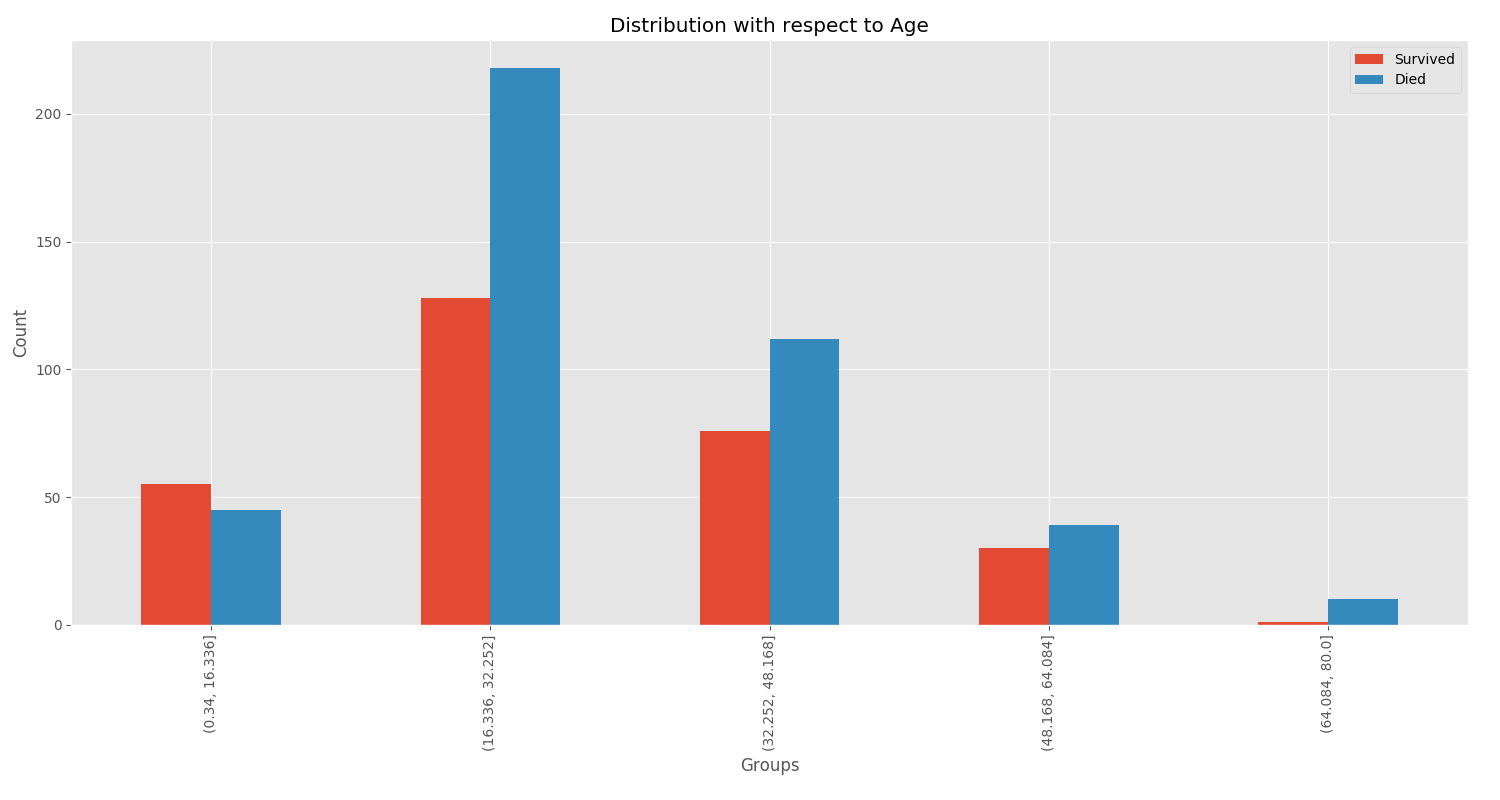 Distribution with respect to Age
Survived
Died
Count
200
150
100
50
0
(0.34, 16.336]
(16.336, 32.252]
(32.252, 48.168]
(48.168, 64.084]
(64.084, 80.0]
Groups